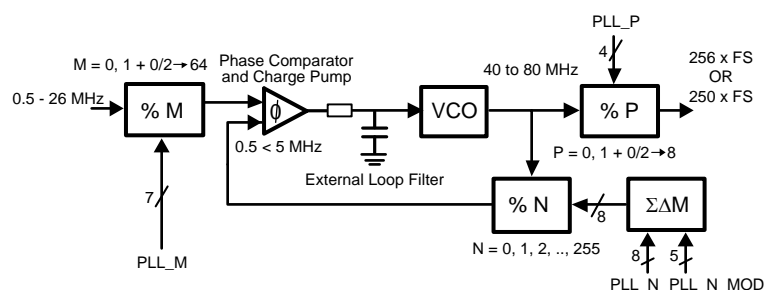 PLL_P
M = 0, 1 + 0/2→64
Phase Comparator
and Charge Pump
4
256 x FS
OR
250 x FS
40 to 80 MHz
0.5 - 26 MHz
% M
ϕ
VCO
% P
0.5 < 5 MHz
P = 0, 1 + 0/2→8
External Loop Filter
7
% N
8
ΣΔM
N = 0, 1, 2, .., 255
8
5
PLL_M
PLL_N
PLL_N_MOD